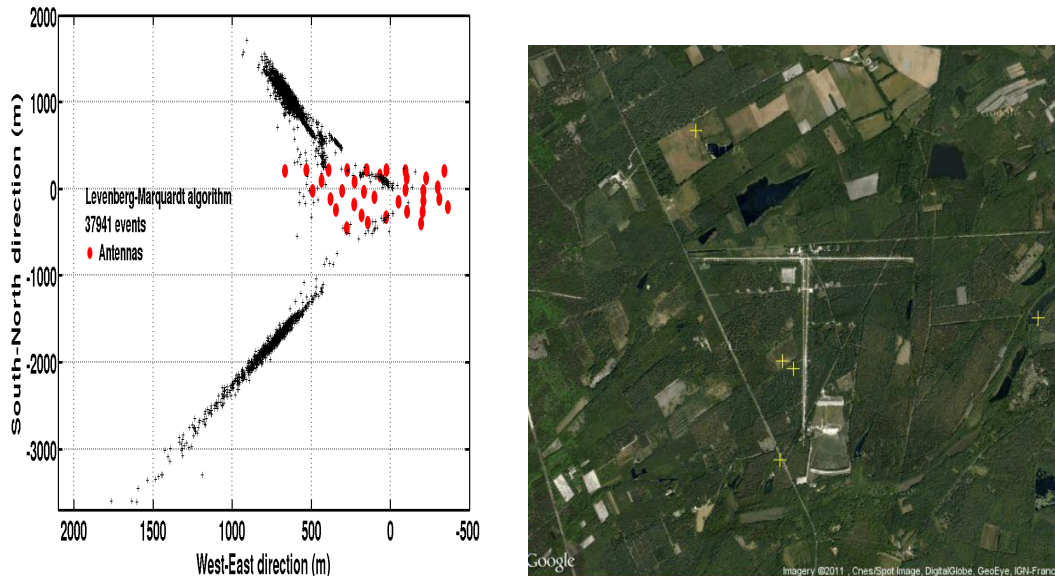 2000
1000
0
-1000
-2000
-3000
South-North direction (m)
Levenberg-Marquardt algorithm
37941 events
Antennas
2000
1500
1000
500
0
-500
West-East direction (m)
Google
Imagery ©2011 , Cnes/Spot Image, DigitalGlobe, GeoEye, IGN-Franc